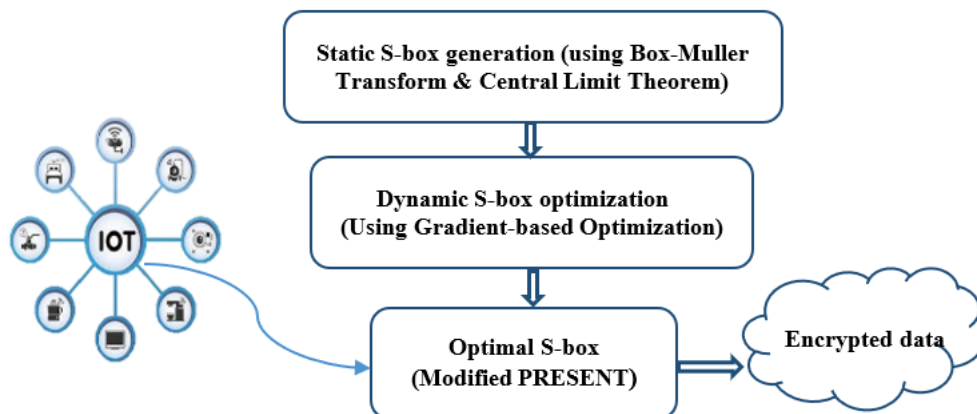 Static S-box generation (using Box-Muller
Transform & Central Limit Theorem)
Dynamic S-box optimization
(Using Gradient-based Optimization)
IOT
Optimal S-box
(Modified PRESENT)
Encrypted data